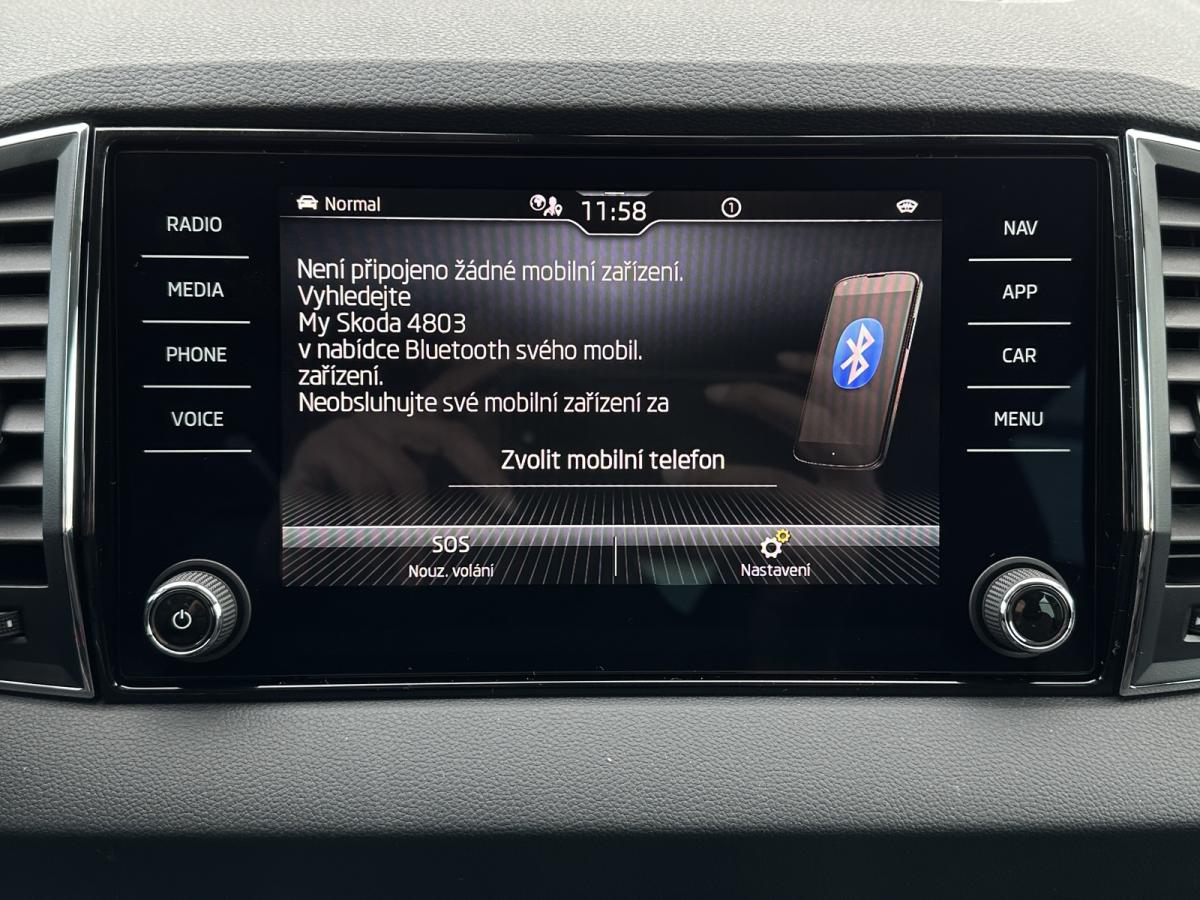 Normal
11:58
1
RADIO
MEDIA
PHONE
VOICE
Není připojeno žádné mobilní zařízení.
Vyhledejte
My Skoda 4803
v nabídce Bluetooth svého mobil.
zařízení.
Neobsluhujte své mobilní zařízení za
Zvolit mobilní telefon
SOS
Nouz. volání
Nastavení
NAV
APP
CAR
MENU